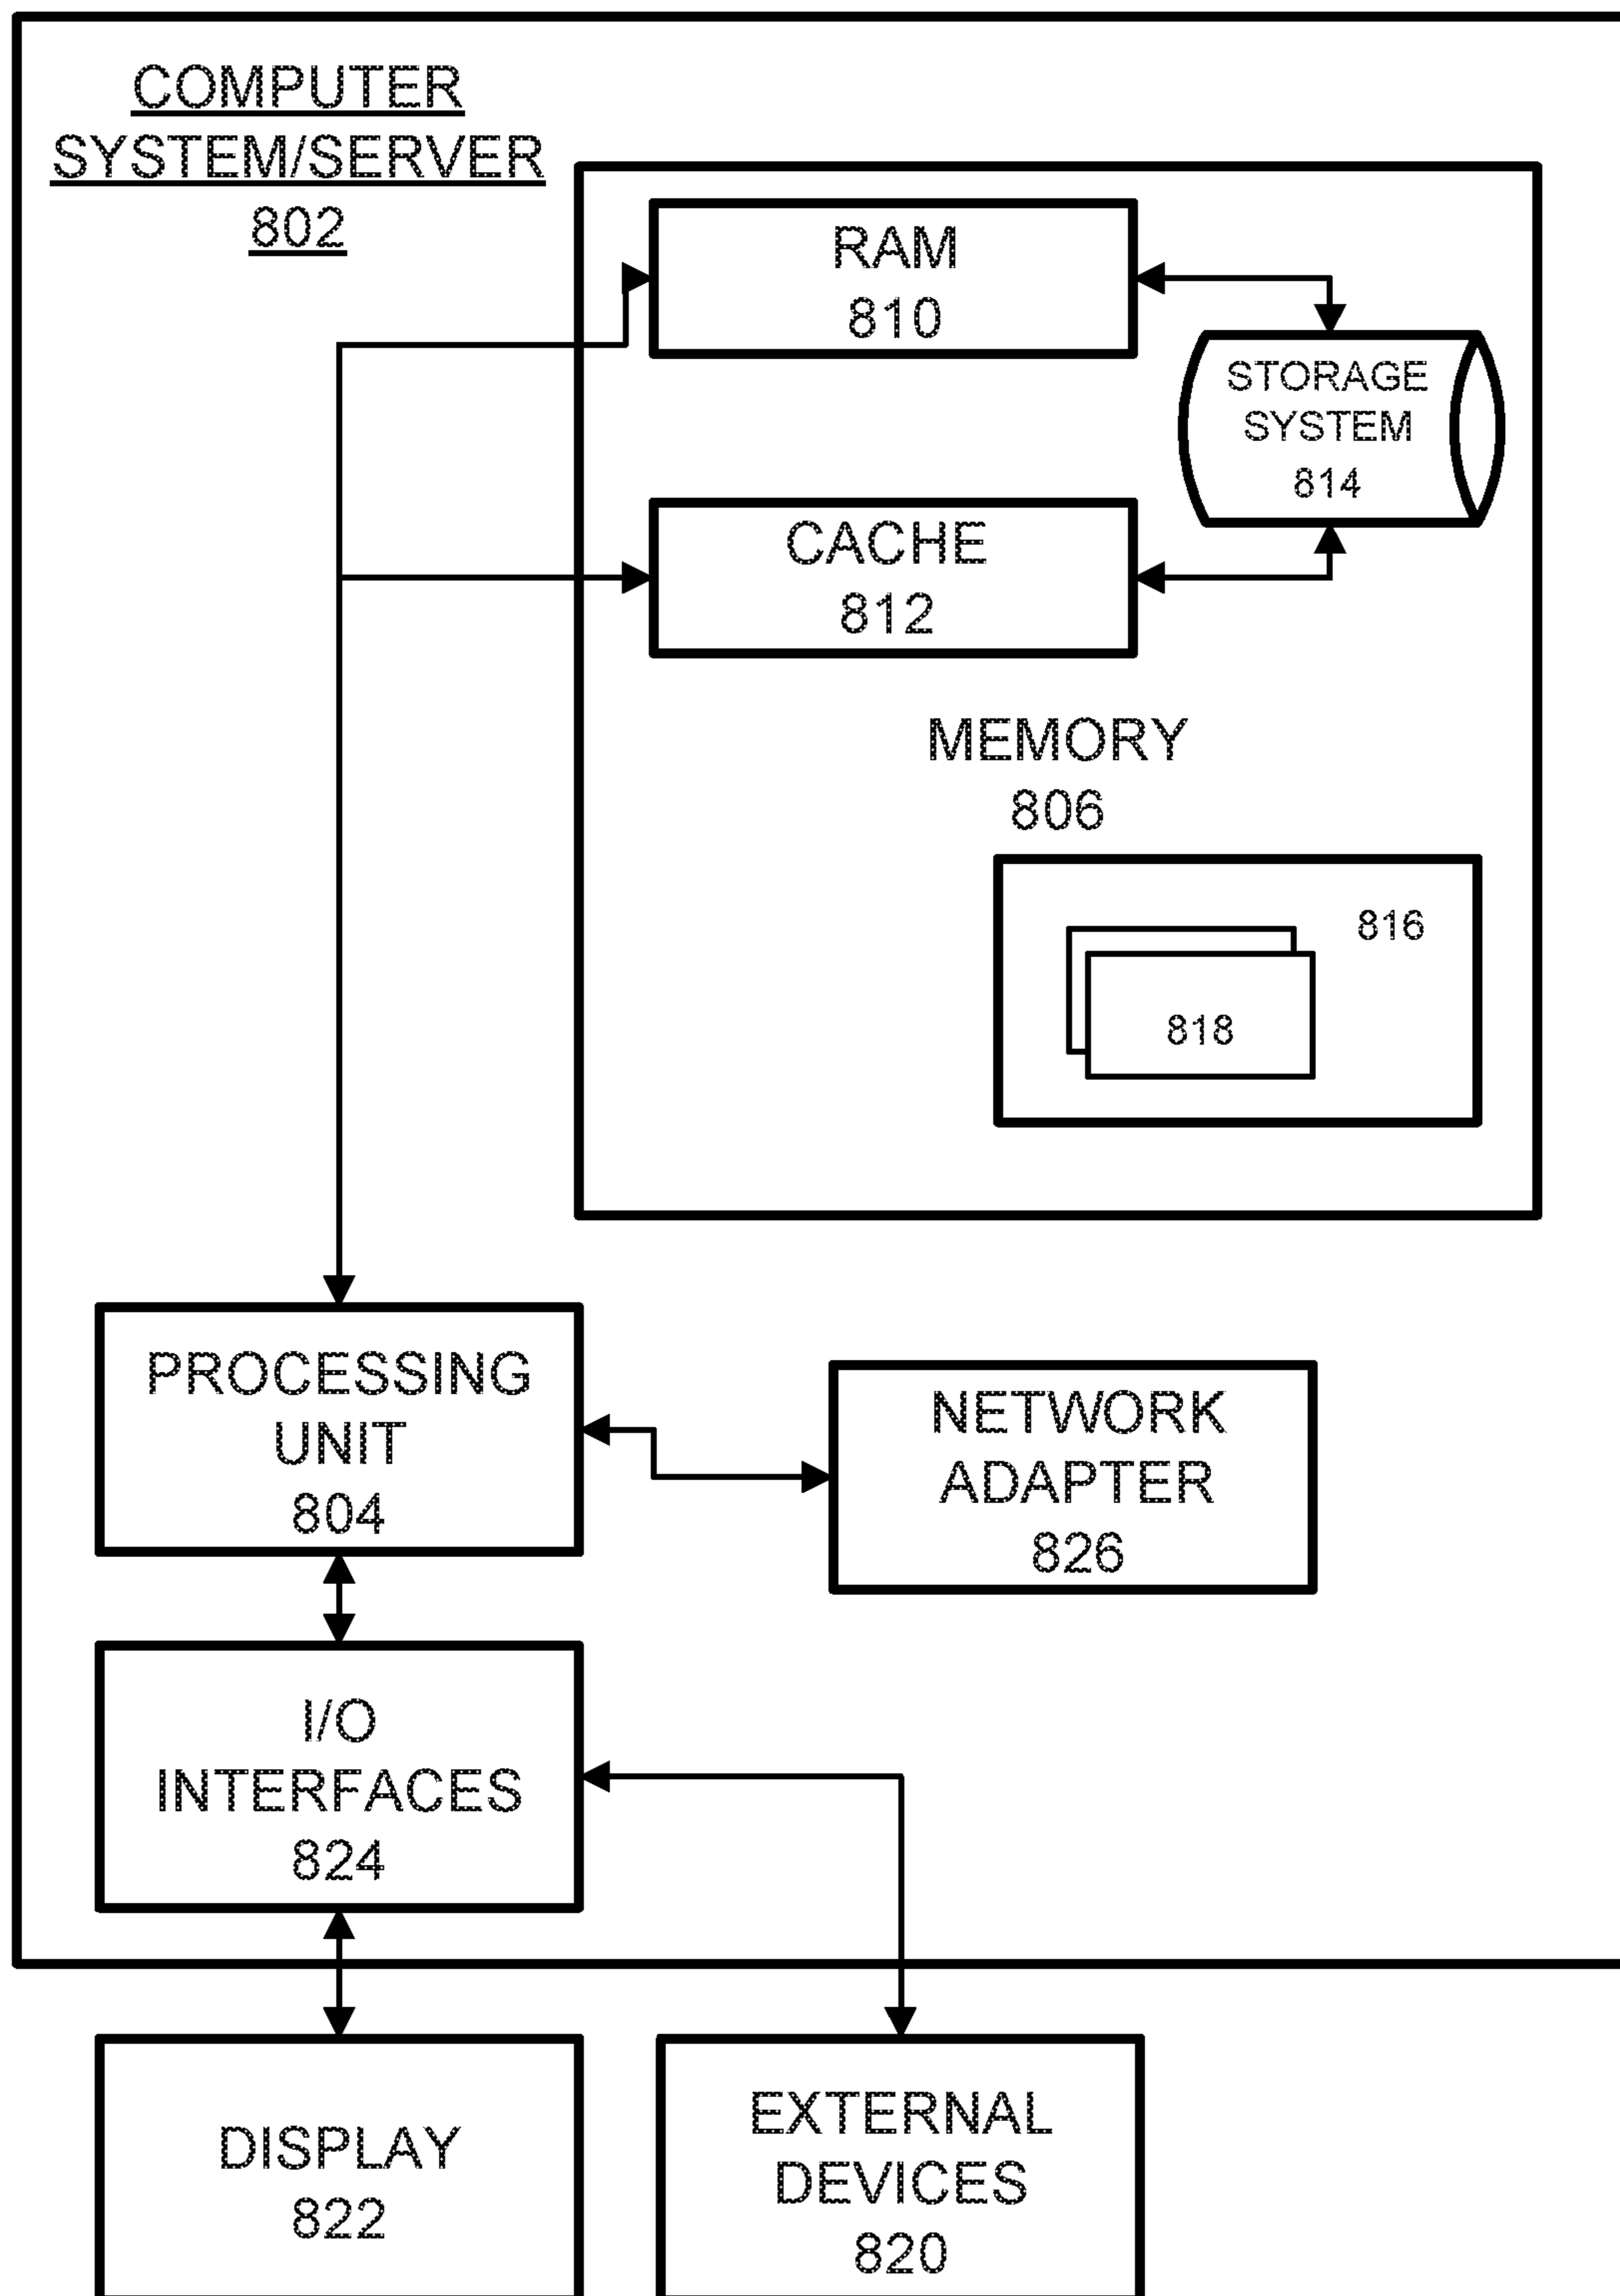 COMPUTER
SYSTEM/SERVER
802
RAM
810
STORAGE
SYSTEM
814
CACHE
812
MEMORY
806
816
818
PROCESSING
UNIT
804
NETWORK
ADAPTER
826
I/O
INTERFACES
824
DISPLAY
822
EXTERNAL
DEVICES
820